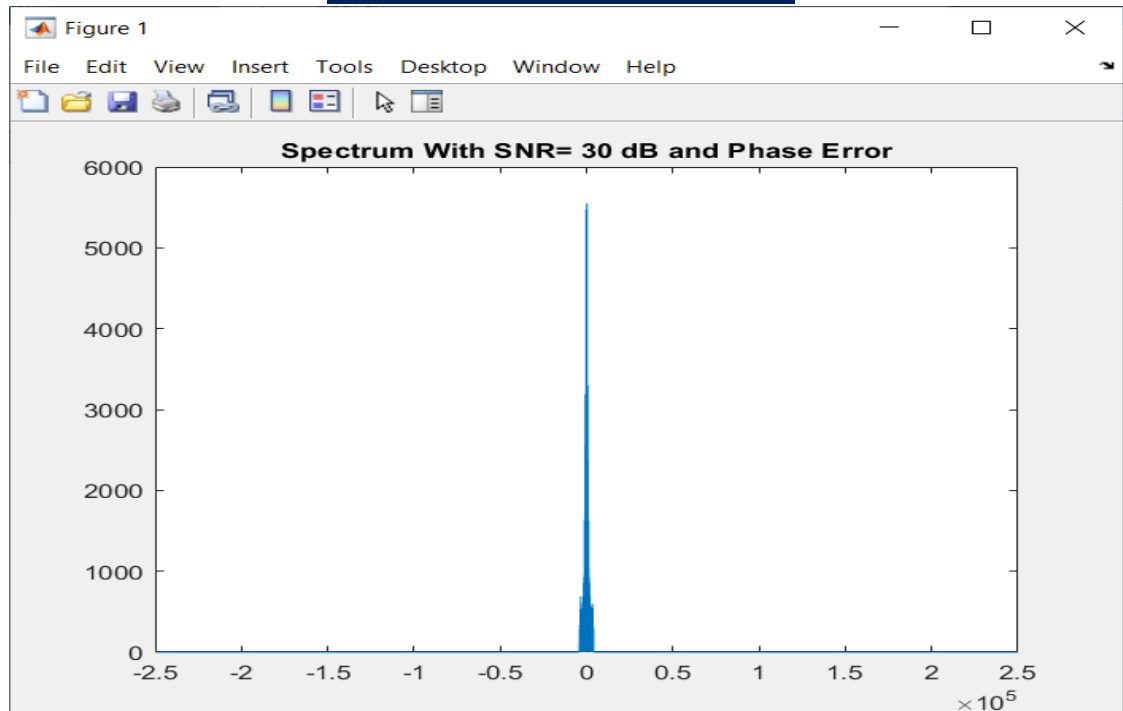 Figure 1
File Edit View Insert Tools Desktop Window Help
Spectrum With SNR= 30 dB and Phase Error
6000
5000
4000
3000
2000
1000
0
-2.5 -2 -1.5 -1 -0.5 0 0.5 1 1.5 2 2.5
×10⁵